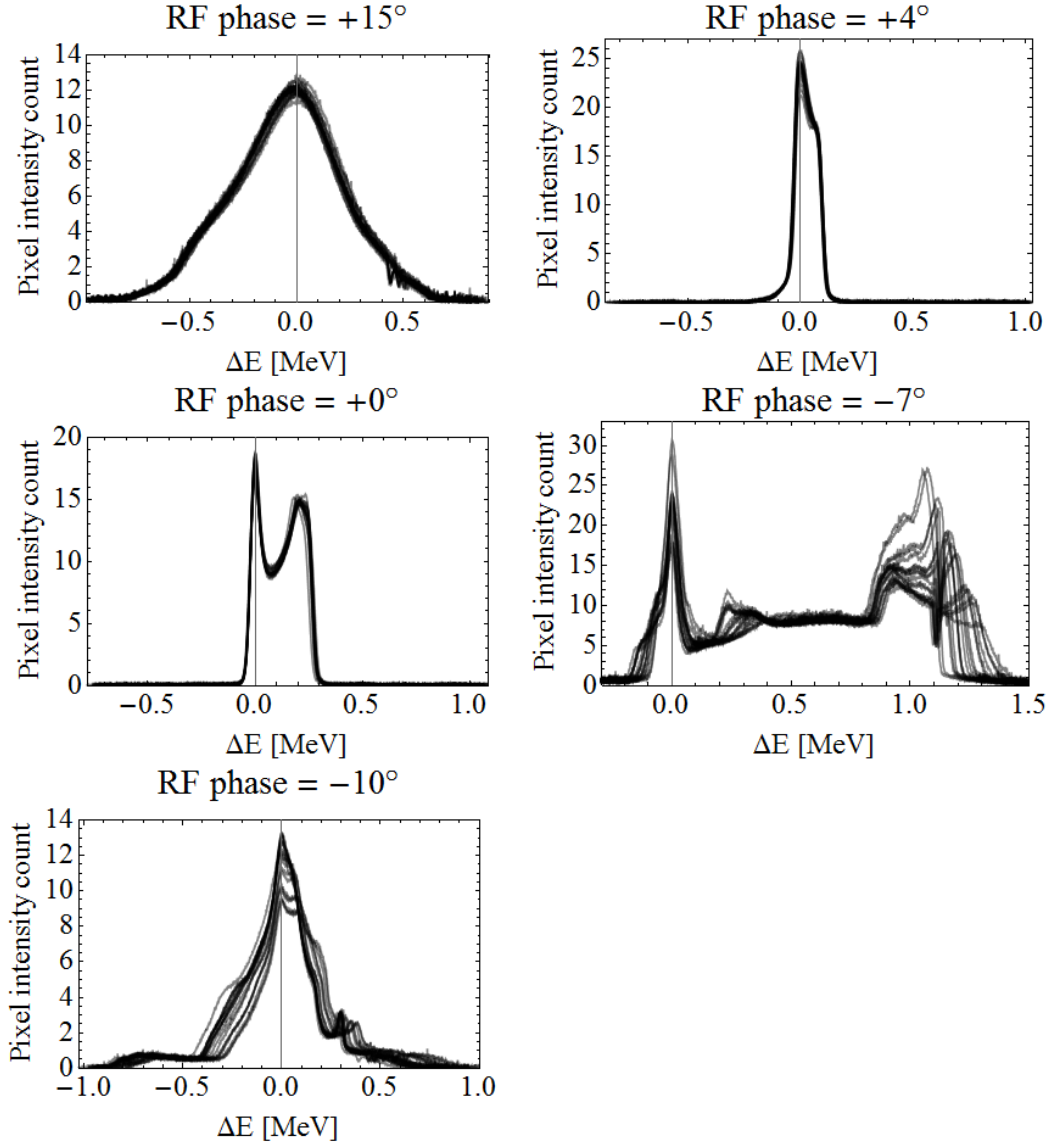 RF phase = +15°
Pixel intensity count
14
12
10
8
6
4
2
0
−0.5 0.0 0.5
ΔE [MeV]
RF phase = +4°
Pixel intensity count
25
20
15
10
5
0
−0.5 0.0 0.5 1.0
ΔE [MeV]
RF phase = +0°
Pixel intensity count
20
15
10
5
0
−0.5 0.0 0.5 1.0
ΔE [MeV]
RF phase = −7°
Pixel intensity count
30
25
20
15
10
5
0
0.0 0.5 1.0 1.5
ΔE [MeV]
RF phase = −10°
Pixel intensity count
14
12
10
8
6
4
2
0
−1.0 −0.5 0.0 0.5 1.0
ΔE [MeV]